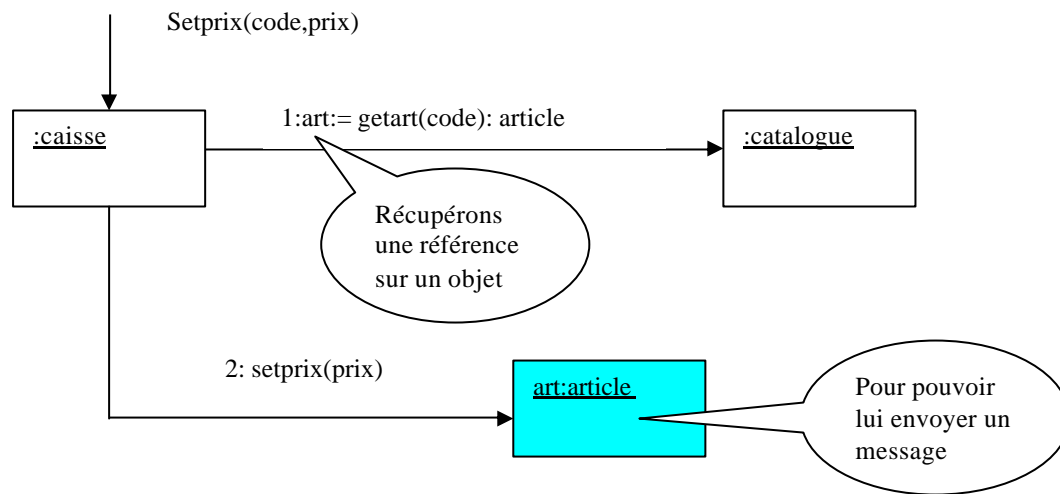 Setprix(code,prix)
:caisse
1:art:= getart(code): article
:catalogue
Récupérons
une référence
sur un objet
2: setprix(prix)
art:article
Pour pouvoir
lui envoyer un
message